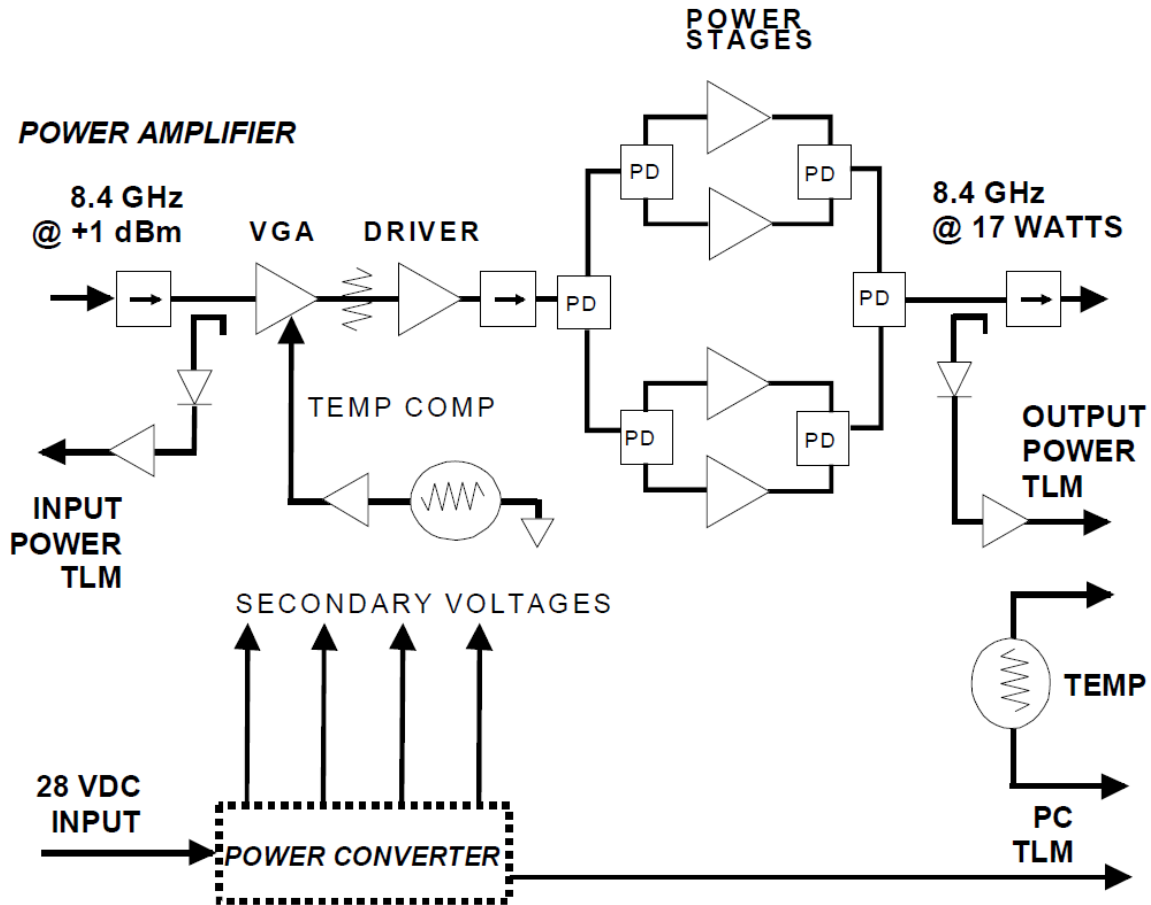 POWER
STAGES
POWER AMPLIFIER
8.4 GHz
@ +1 dBm
VGA
DRIVER
PD
PD
8.4 GHz
@ 17 WATTS
PD
PD
TEMP COMP
PD
PD
INPUT
POWER
TLM
OUTPUT
POWER
TLM
SECONDARY VOLTAGES
TEMP
28 VDC
INPUT
POWER CONVERTER
PC
TLM